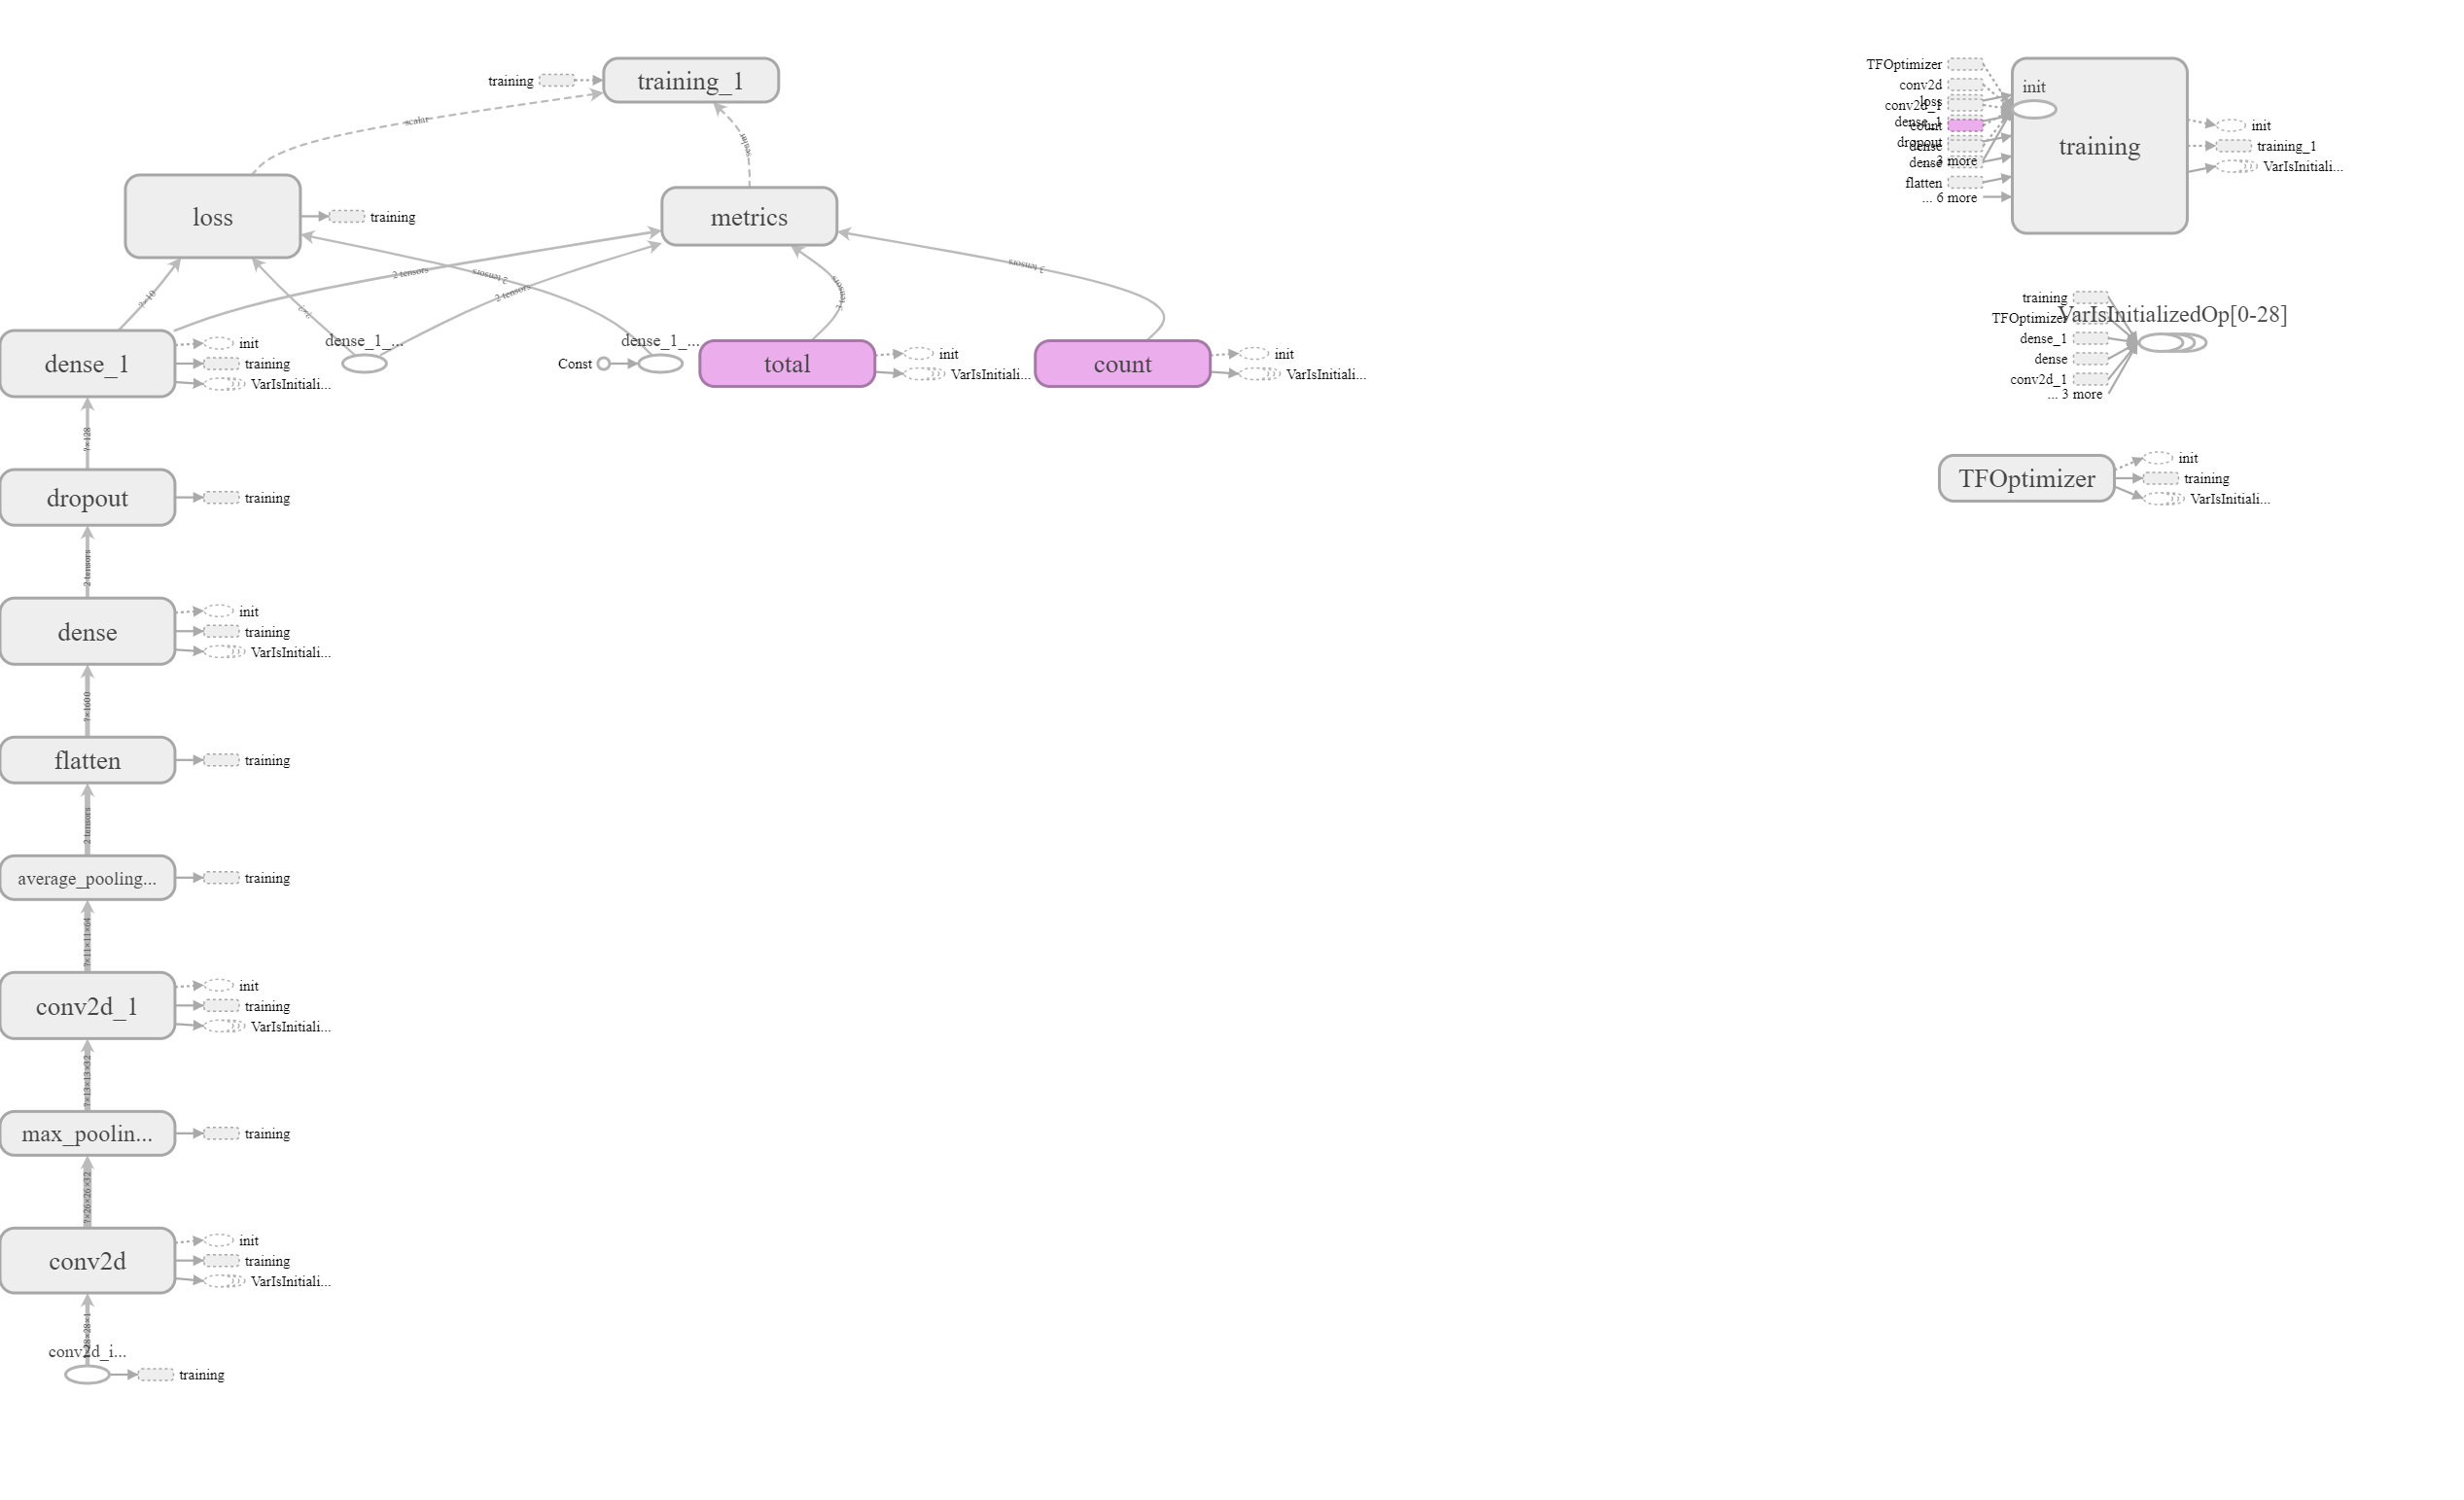 training
training_1
scalar
scalar
loss
training
metrics
?×10
2 tensors
?×?
2 tensors
2 tensors
3 tensors
dense_1
init
training
VarIsInitiali...
dense_1_...
Const
dense_1_...
total
init
VarIsInitiali...
count
init
VarIsInitiali...
?×128
dropout
training
2 tensors
dense
init
training
VarIsInitiali...
?×1600
flatten
training
2 tensors
average_pooling...
training
?×11×11×64
conv2d_1
init
training
VarIsInitiali...
?×13×13×32
max_poolin...
training
?×26×26×32
conv2d
init
training
VarIsInitiali...
conv2d_i...
training
TFOptimizer
conv2d
loss
conv2d_1
dense_1
count
dropout
dense
dense
... 3 more
flatten
... 6 more
init
training
init
training_1
VarIsInitiali...
training
VarIsInitializedOp[0-28]
TFOptimizer
dense_1
dense
conv2d_1
... 3 more
TFOptimizer
init
training
VarIsInitiali...